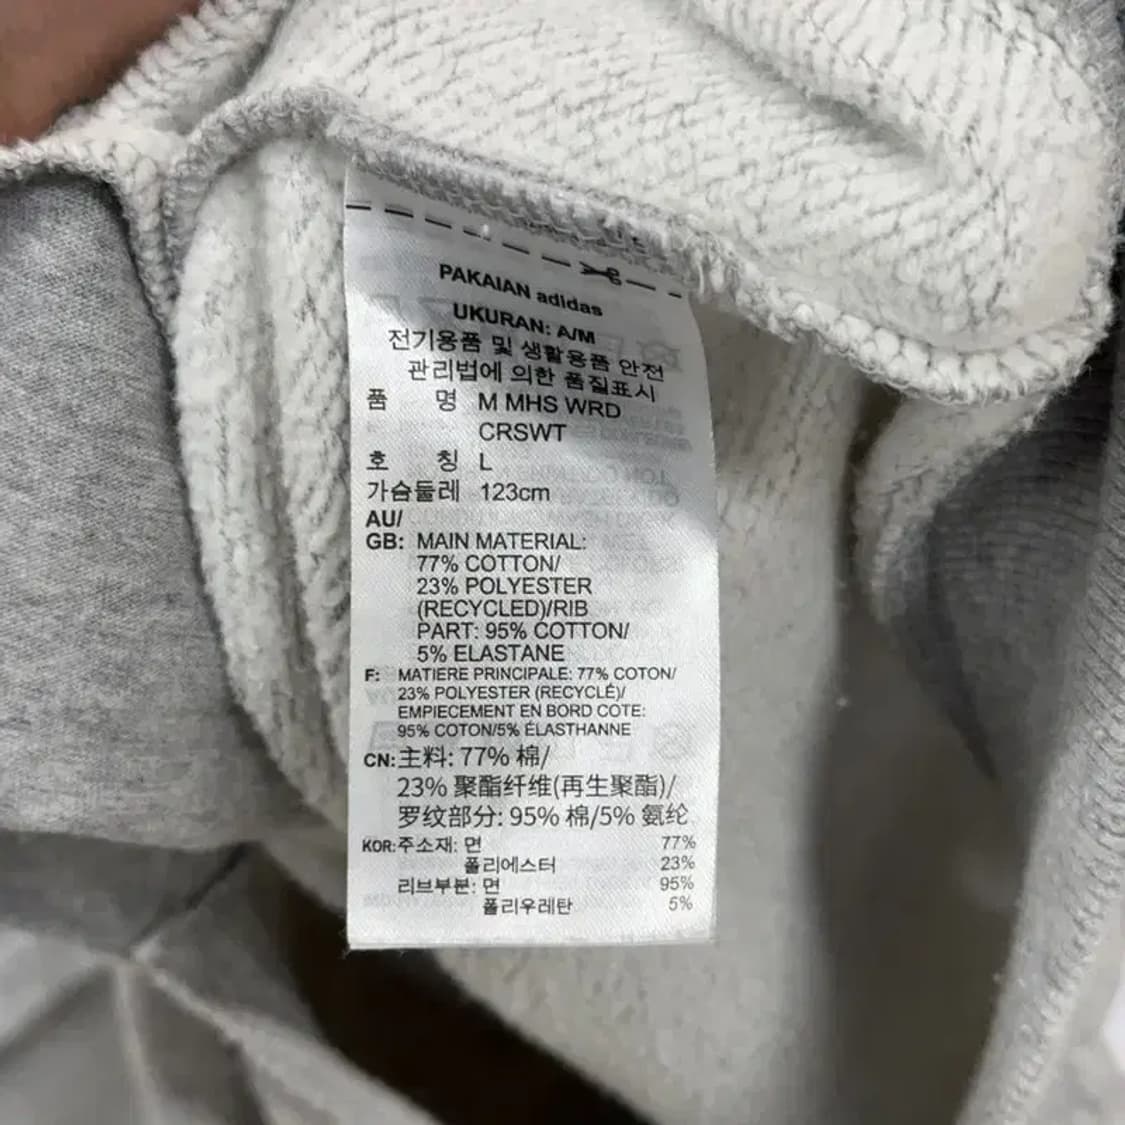 PAKAIAN adidas
UKURAN: A/M
전기용품 및 생활용품 안전
관리법에 의한 품질표시
품 명 M MHS WRD
CRSWT
호 칭 L
가슴둘레 123cm
AU/
GB: MAIN MATERIAL:
77% COTTON/
23% POLYESTER
(RECYCLED)/RIB
PART: 95% COTTON/
5% ELASTANE
F: MATIERE PRINCIPALE: 77% COTON/
23% POLYESTER (RECYCLÉ)/
EMPIECEMENT EN BORD COTE:
95% COTON/5% ÉLASTHANNE
CN: 主料: 77% 棉/
23% 聚酯纤维(再生聚酯)/
罗纹部分: 95% 棉/5% 氨纶
KOR: 주소재: 면 77%
폴리에스터 23%
리브부분: 면 95%
폴리우레탄 5%